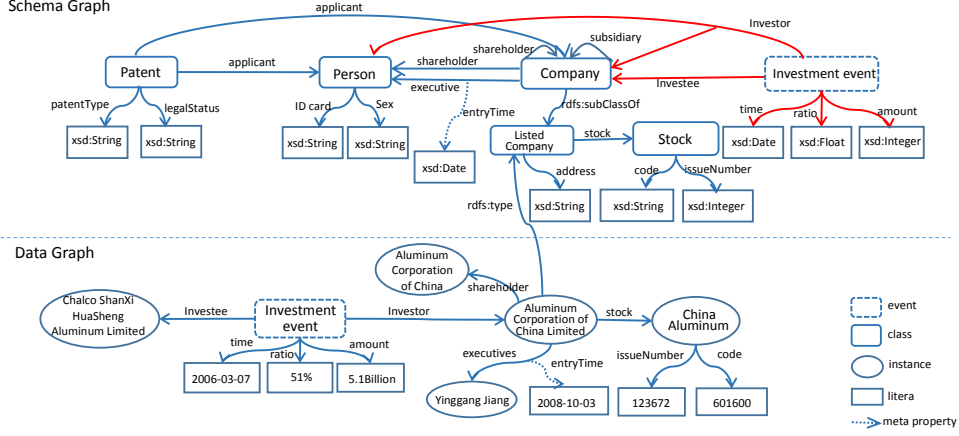 Schema Graph
applicant
Investor
shareholder
subsidiary
Patent
applicant
Person
shareholder
executive
Company
Investee
Investment event
patentType
legalStatus
ID card
Sex
entryTime
rdfs:subClassOf
time
ratio
amount
xsd:String
xsd:String
xsd:String
xsd:String
xsd:Date
Listed
Company
stock
Stock
xsd:Date
xsd:Float
xsd:Integer
address
code
issueNumber
rdfs:type
xsd:String
xsd:String
xsd:Integer
Data Graph
Aluminum
Corporation
of China
shareholder
Chalco ShanXi
HuaSheng
Aluminum Limited
Investee
Investment
event
Investor
Aluminum
Corporation of
China Limited
stock
China
Aluminum
time
ratio
amount
executives
entryTime
issueNumber
code
2006-03-07
51%
5.1Billion
Yinggang Jiang
2008-10-03
123672
601600
event
class
instance
litera
meta property